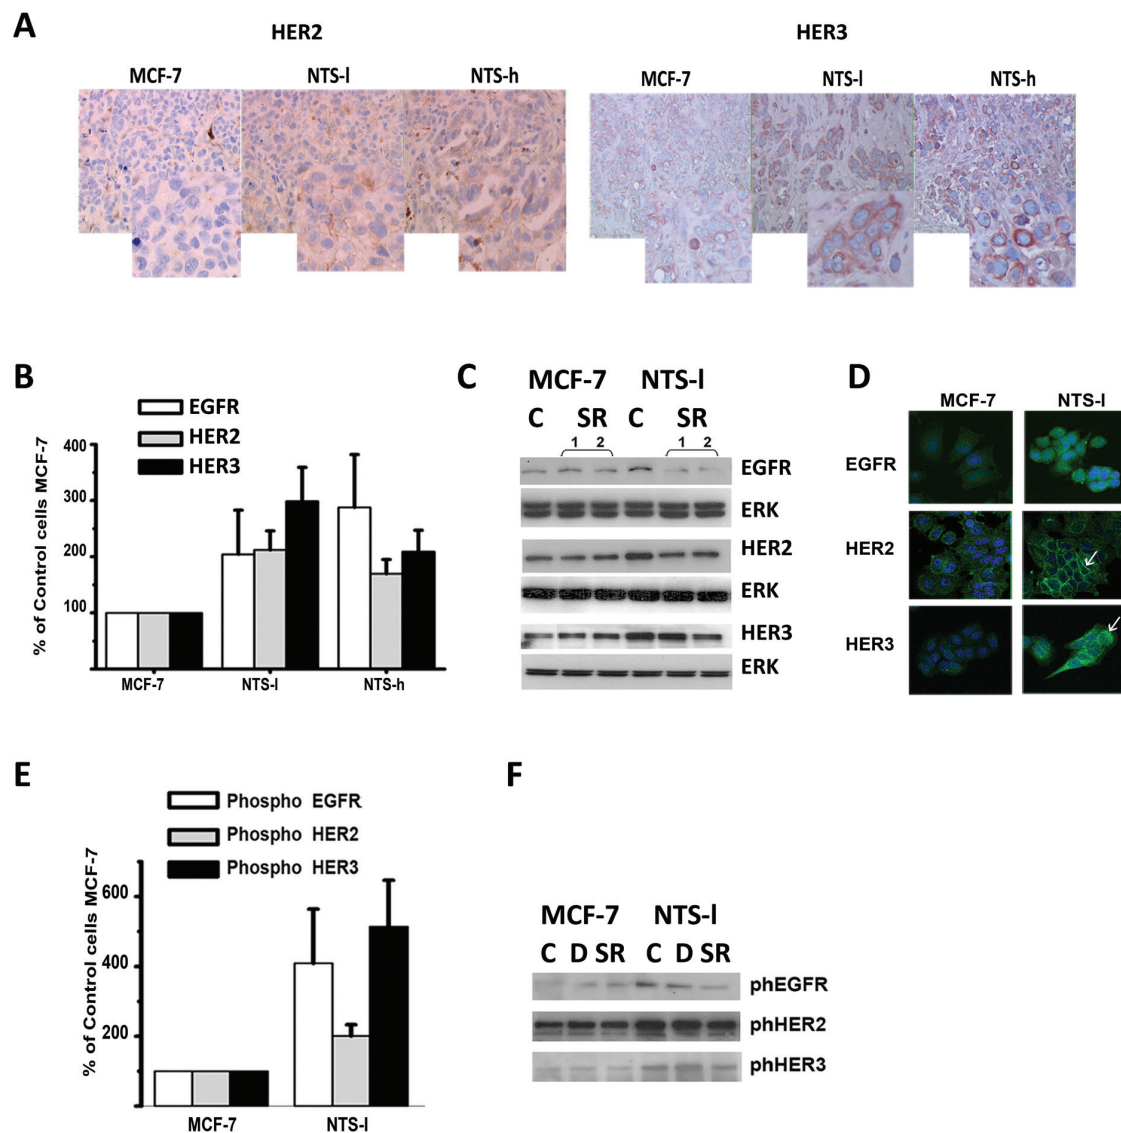 A
HER2
HER3
MCF-7
NTS-l
NTS-h
MCF-7
NTS-l
NTS-h
B
EGFR
HER2
HER3
% of Control cells MCF-7
400
300
200
100
MCF-7
NTS-l
NTS-h
C
MCF-7 NTS-l
C SR C SR
1 2 1 2
EGFR
ERK
HER2
ERK
HER3
ERK
D
MCF-7 NTS-l
EGFR
HER2
HER3
E
Phospho EGFR
Phospho HER2
Phospho HER3
% of Control cells MCF-7
600
400
200
MCF-7
NTS-l
F
MCF-7 NTS-l
C D SR C D SR
phEGFR
phHER2
phHER3